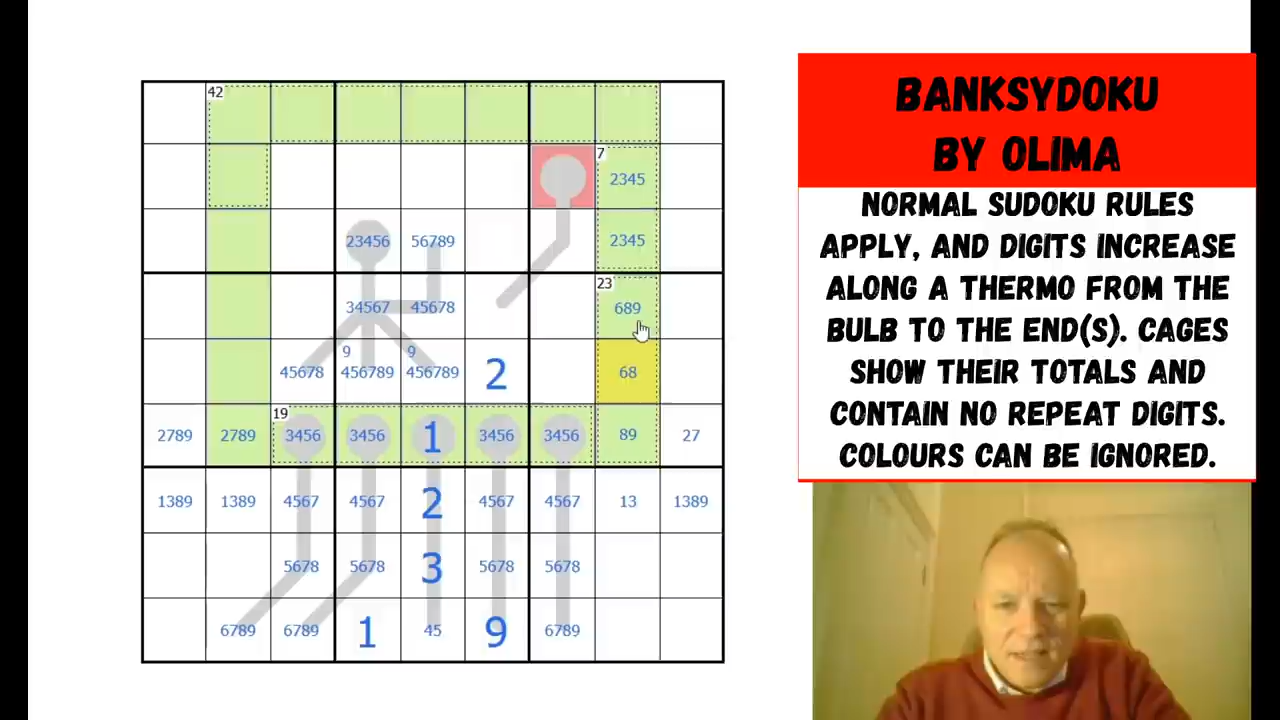 BANKSYDOKU
BY OLIMA
NORMAL SUDOKU RULES
APPLY, AND DIGITS INCREASE
ALONG A THERMO FROM THE
BULB TO THE END(S). CAGES
SHOW THEIR TOTALS AND
CONTAIN NO REPEAT DIGITS.
COLOURS CAN BE IGNORED.
42
7
2345
23456 56789 2345
23
34567 45678 689
9 9
45678 456789 456789 2 68
19
2789 2789 3456 3456 1 3456 3456 89 27
1389 1389 4567 4567 2 4567 4567 13 1389
5678 5678 3 5678 5678
6789 6789 1 45 9 6789